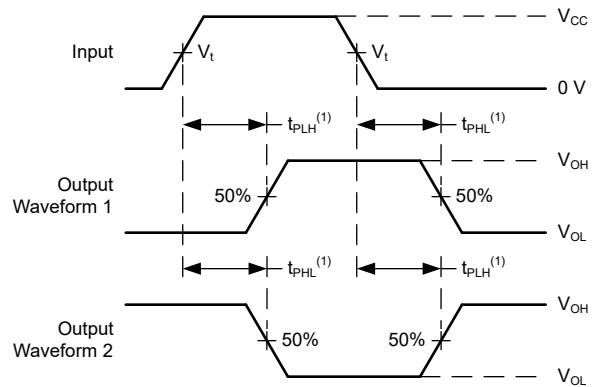 V_CC
Input
V_t
V_t
0 V
t_PLH^(1)
t_PHL^(1)
V_OH
Output
Waveform 1
50%
50%
V_OL
t_PHL^(1)
t_PLH^(1)
V_OH
Output
Waveform 2
50%
50%
V_OL